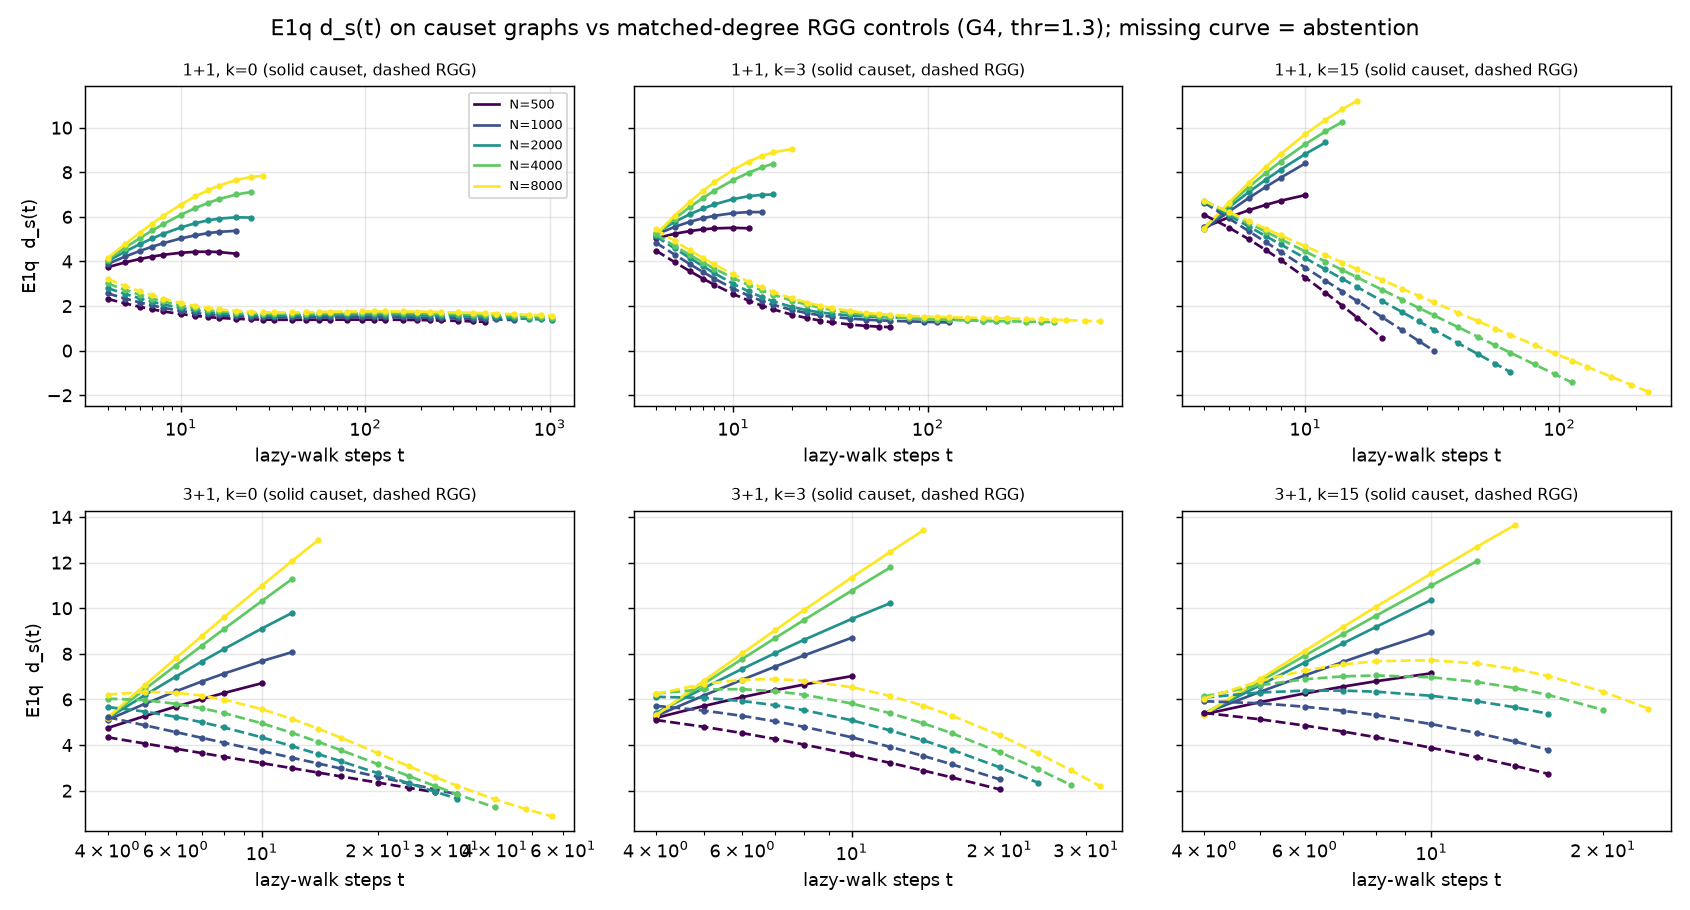 E1q d_s(t) on causet graphs vs matched-degree RGG controls (G4, thr=1.3); missing curve = abstention
1+1, k=0 (solid causet, dashed RGG)
1+1, k=3 (solid causet, dashed RGG)
1+1, k=15 (solid causet, dashed RGG)
N=500
N=1000
N=2000
N=4000
N=8000
E1q d_s(t)
10
8
6
4
2
0
−2
10¹ 10² 10³
10¹ 10²
10¹ 10²
lazy-walk steps t
lazy-walk steps t
lazy-walk steps t
3+1, k=0 (solid causet, dashed RGG)
3+1, k=3 (solid causet, dashed RGG)
3+1, k=15 (solid causet, dashed RGG)
E1q d_s(t)
14
12
10
8
6
4
2
4 × 10⁰ 6 × 10⁰ 10¹ 2 × 10¹ 3 × 10¹ 4 × 10¹ 6 × 10¹
4 × 10⁰ 6 × 10⁰ 10¹ 2 × 10¹ 3 × 10¹
4 × 10⁰ 6 × 10⁰ 10¹ 2 × 10¹
lazy-walk steps t
lazy-walk steps t
lazy-walk steps t